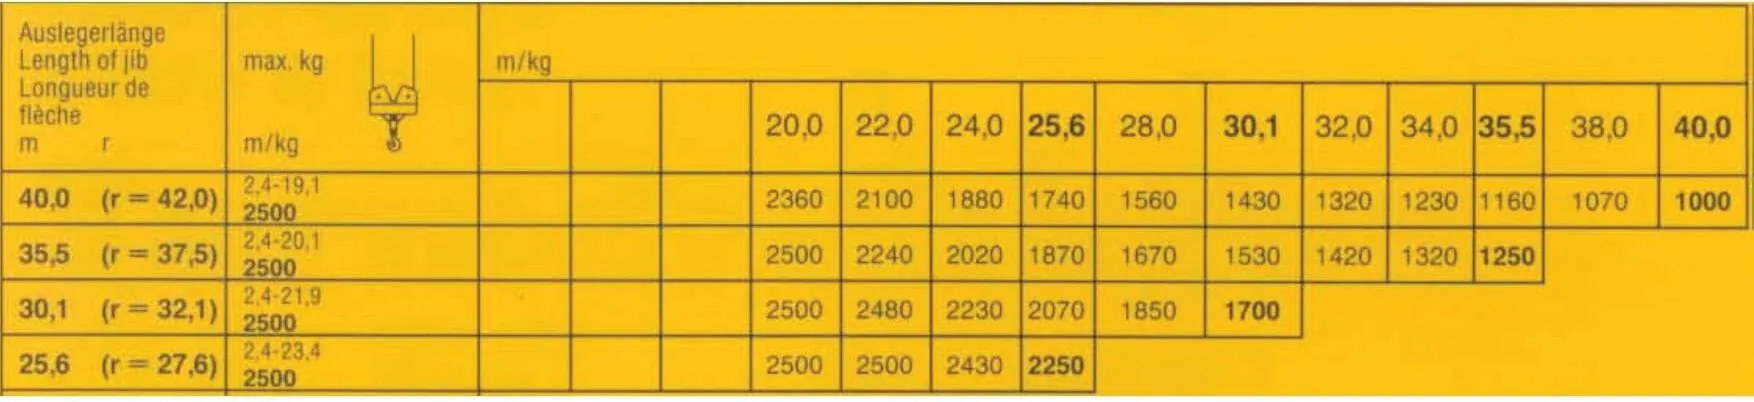 Auslegerlänge
Length of jib
Longueur de
flèche
m r
max. kg
m/kg
m/kg
20,0 22,0 24,0 25,6 28,0 30,1 32,0 34,0 35,5 38,0 40,0
40,0 (r = 42,0) 2,4-19,1
2500 2360 2100 1880 1740 1560 1430 1320 1230 1160 1070 1000
35,5 (r = 37,5) 2,4-20,1
2500 2500 2240 2020 1870 1670 1530 1420 1320 1250
30,1 (r = 32,1) 2,4-21,9
2500 2500 2480 2230 2070 1850 1700
25,6 (r = 27,6) 2,4-23,4
2500 2500 2500 2430 2250